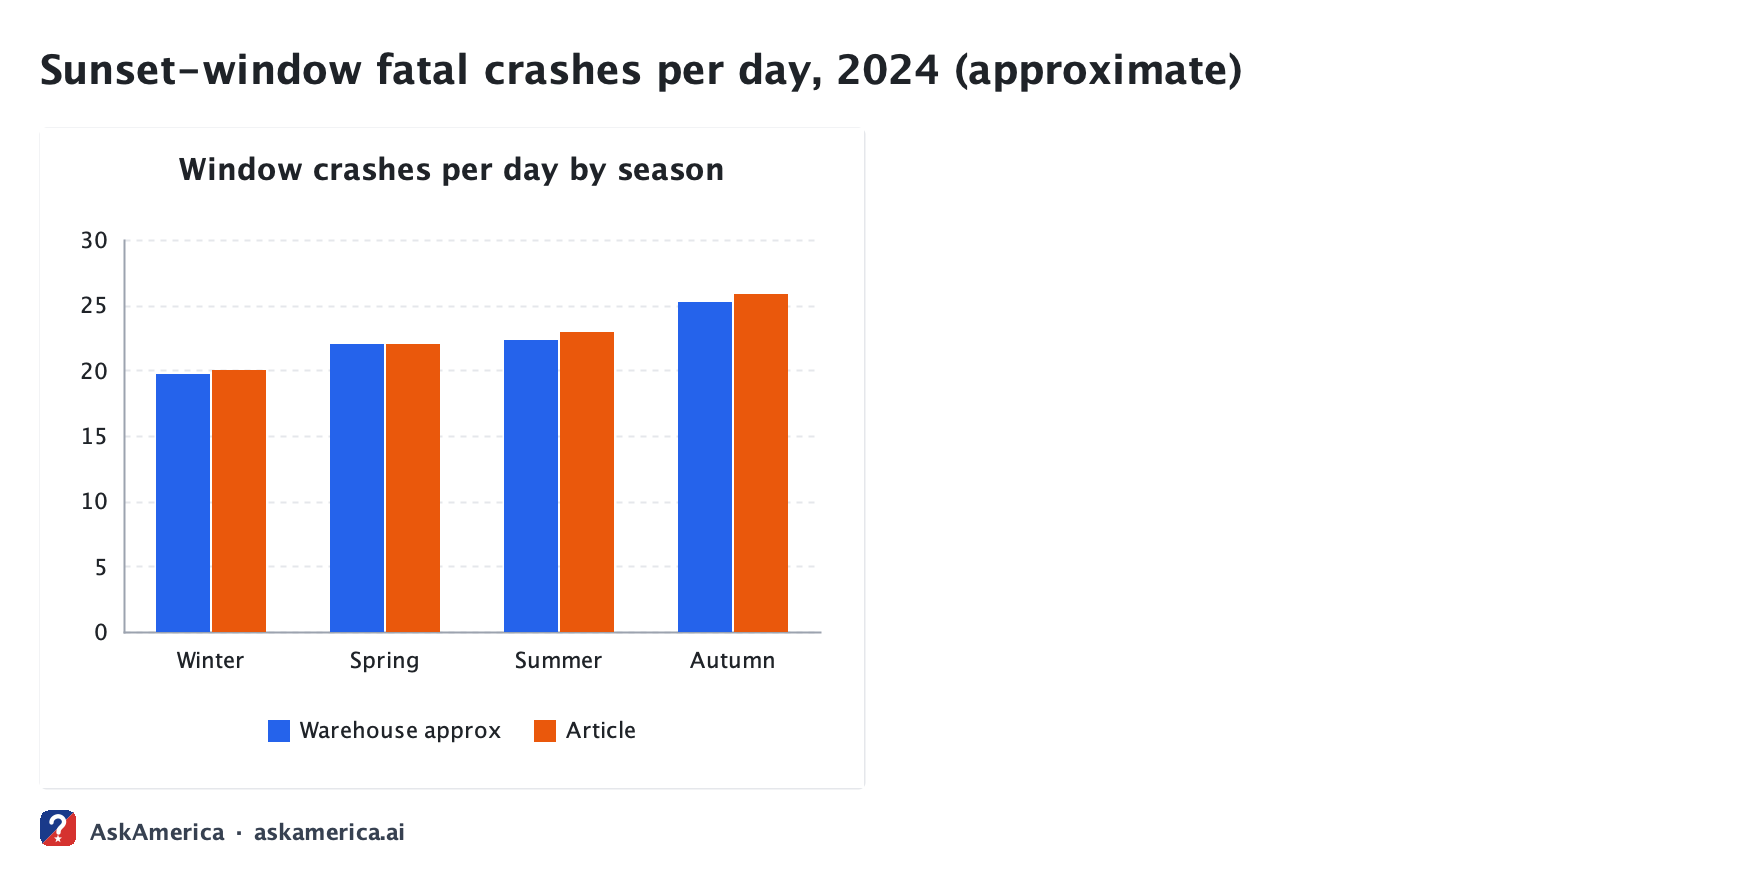 Sunset-window fatal crashes per day, 2024 (approximate)
Window crashes per day by season
30
25
20
15
10
5
0
Winter Spring Summer Autumn
Warehouse approx Article
AskAmerica · askamerica.ai